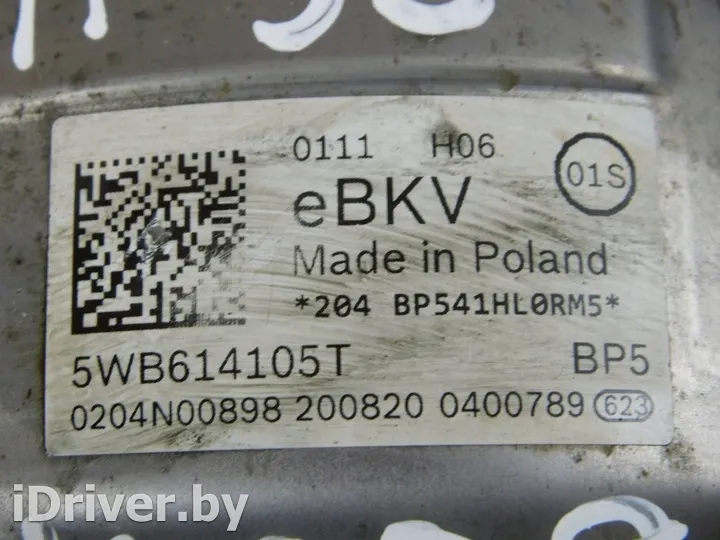 0111 H06
01S
eBKV
Made in Poland
*204 BP541HL0RM5*
5WB614105T BP5
0204N00898 200820 0400789 623
iDriver.by